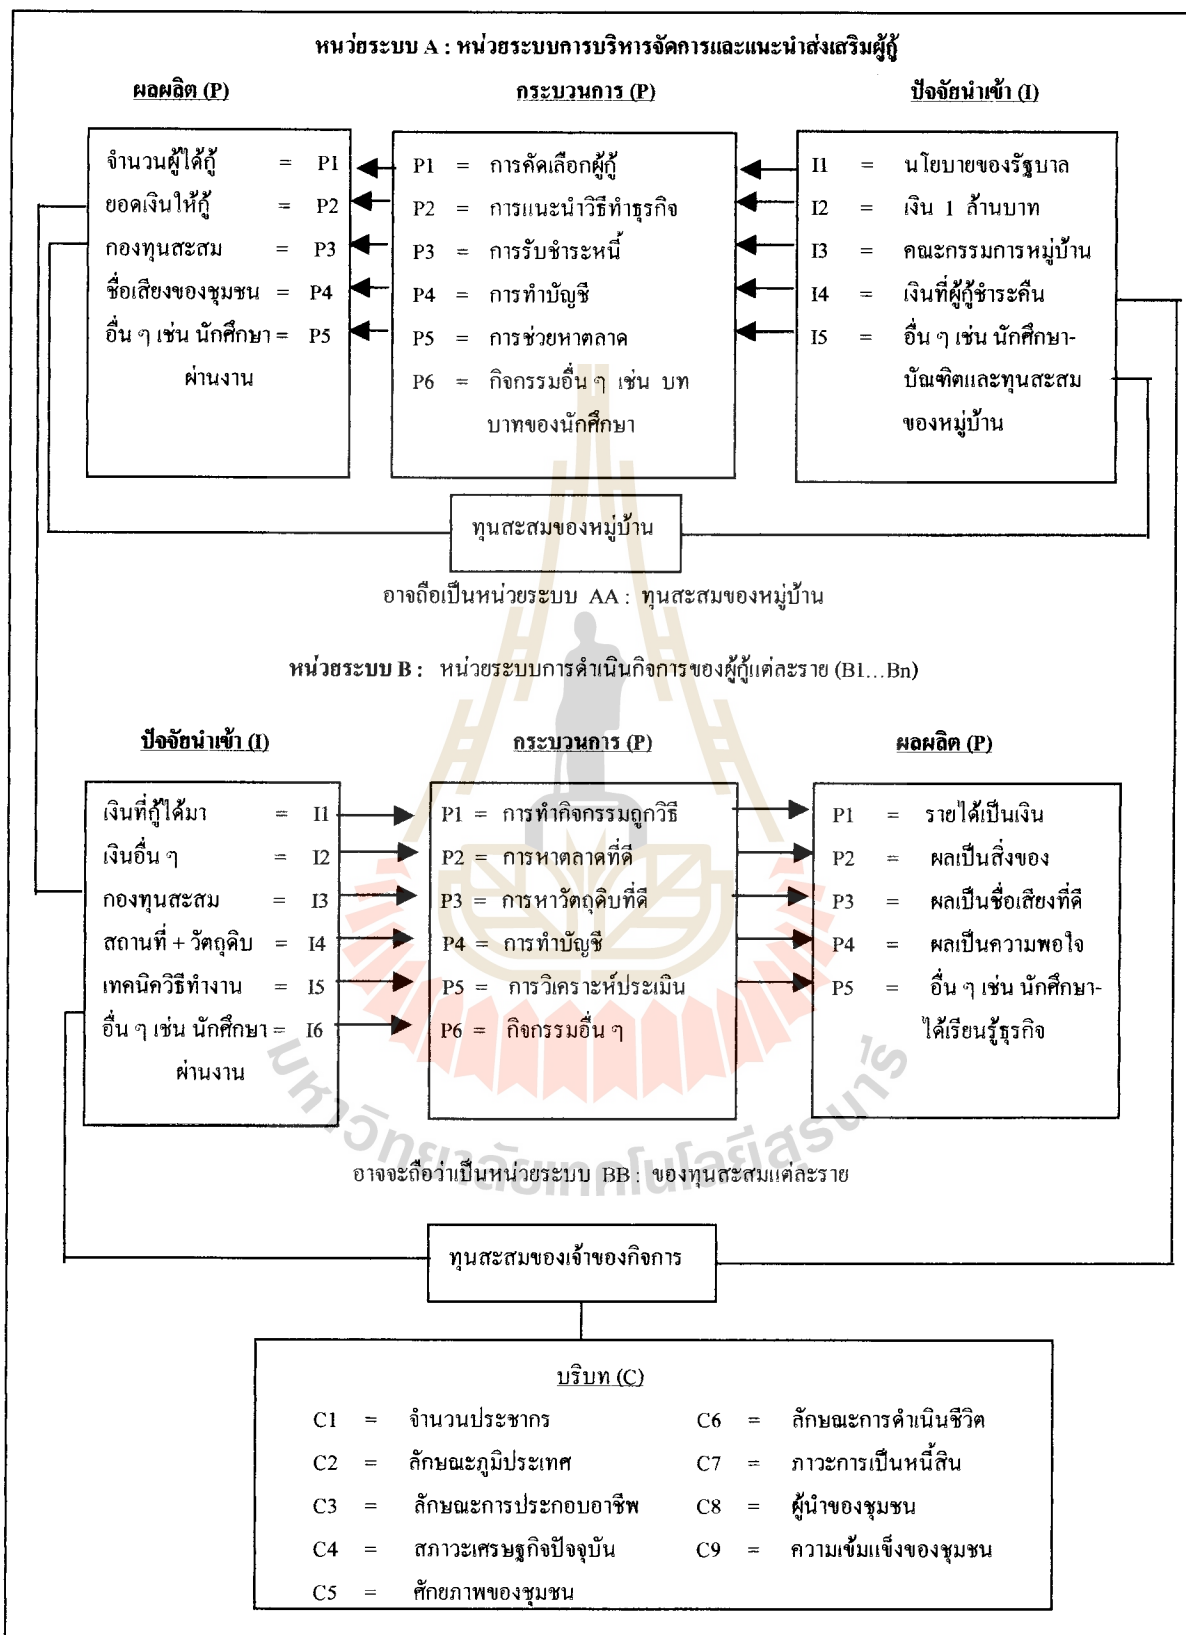 หนว่ยระบบ A : หน่วยระบบการบริหารจัดการและแนะนำส่งเสริมผู้กู้
ผลผลิต (P) กระบวนการ (P) ปัจจัยนำเข้า (I)
จำนวนผู้ได้กู้ = P1 P1 = การคัดเลือกผู้กู้ I1 = นโยบายของรัฐบาล
ยอดเงินให้กู้ = P2 P2 = การแนะนำวิธีทำธุรกิจ I2 = เงิน 1 ล้านบาท
กองทุนสะสม = P3 P3 = การรับชำระหนี้ I3 = คณะกรรมการหมู่บ้าน
ชื่อเสียงของชุมชน = P4 P4 = การทำบัญชี I4 = เงินที่ผู้กู้ชำระคืน
อื่น ๆ เช่น นักศึกษา = P5 P5 = การช่วยหาตลาด I5 = อื่น ๆ เช่น นักศึกษา-
ผ่านงาน P6 = กิจกรรมอื่น ๆ เช่น บท บัณฑิตและทุนสะสม
บาทของนักศึกษา ของหมู่บ้าน
ทุนสะสมของหมู่บ้าน
อาจถือเป็นหน่วยระบบ AA : ทุนสะสมของหมู่บ้าน
หน่วยระบบ B : หน่วยระบบการดำเนินกิจการของผู้กู้แต่ละราย (B1...Bn)
ปัจจัยนำเข้า (I) กระบวนการ (P) ผลผลิต (P)
เงินที่กู้ได้มา = I1 P1 = การทำกิจกรรมถูกวิธี P1 = รายได้เป็นเงิน
เงินอื่น ๆ = I2 P2 = การหาตลาดที่ดี P2 = ผลเป็นสิ่งของ
กองทุนสะสม = I3 P3 = การหาวัตถุดิบที่ดี P3 = ผลเป็นชื่อเสียงที่ดี
สถานที่ + วัตถุดิบ = I4 P4 = การทำบัญชี P4 = ผลเป็นความพอใจ
เทคนิควิธีทำงาน = I5 P5 = การวิเคราะห์ประเมิน P5 = อื่น ๆ เช่น นักศึกษา-
อื่น ๆ เช่น นักศึกษา = I6 P6 = กิจกรรมอื่น ๆ ได้เรียนรู้ธุรกิจ
ผ่านงาน
มหาวิทยาลัยเทคโนโลยีสุรนารี
อาจจะถือว่าเป็นหน่วยระบบ BB : ของทุนสะสมแต่ละราย
ทุนสะสมของเจ้าของกิจการ
บริบท (C)
C1 = จำนวนประชากร C6 = ลักษณะการดำเนินชีวิต
C2 = ลักษณะภูมิประเทศ C7 = ภาวะการเป็นหนี้สิน
C3 = ลักษณะการประกอบอาชีพ C8 = ผู้นำของชุมชน
C4 = สภาวะเศรษฐกิจปัจจุบัน C9 = ความเข้มแข็งของชุมชน
C5 = ศักยภาพของชุมชน